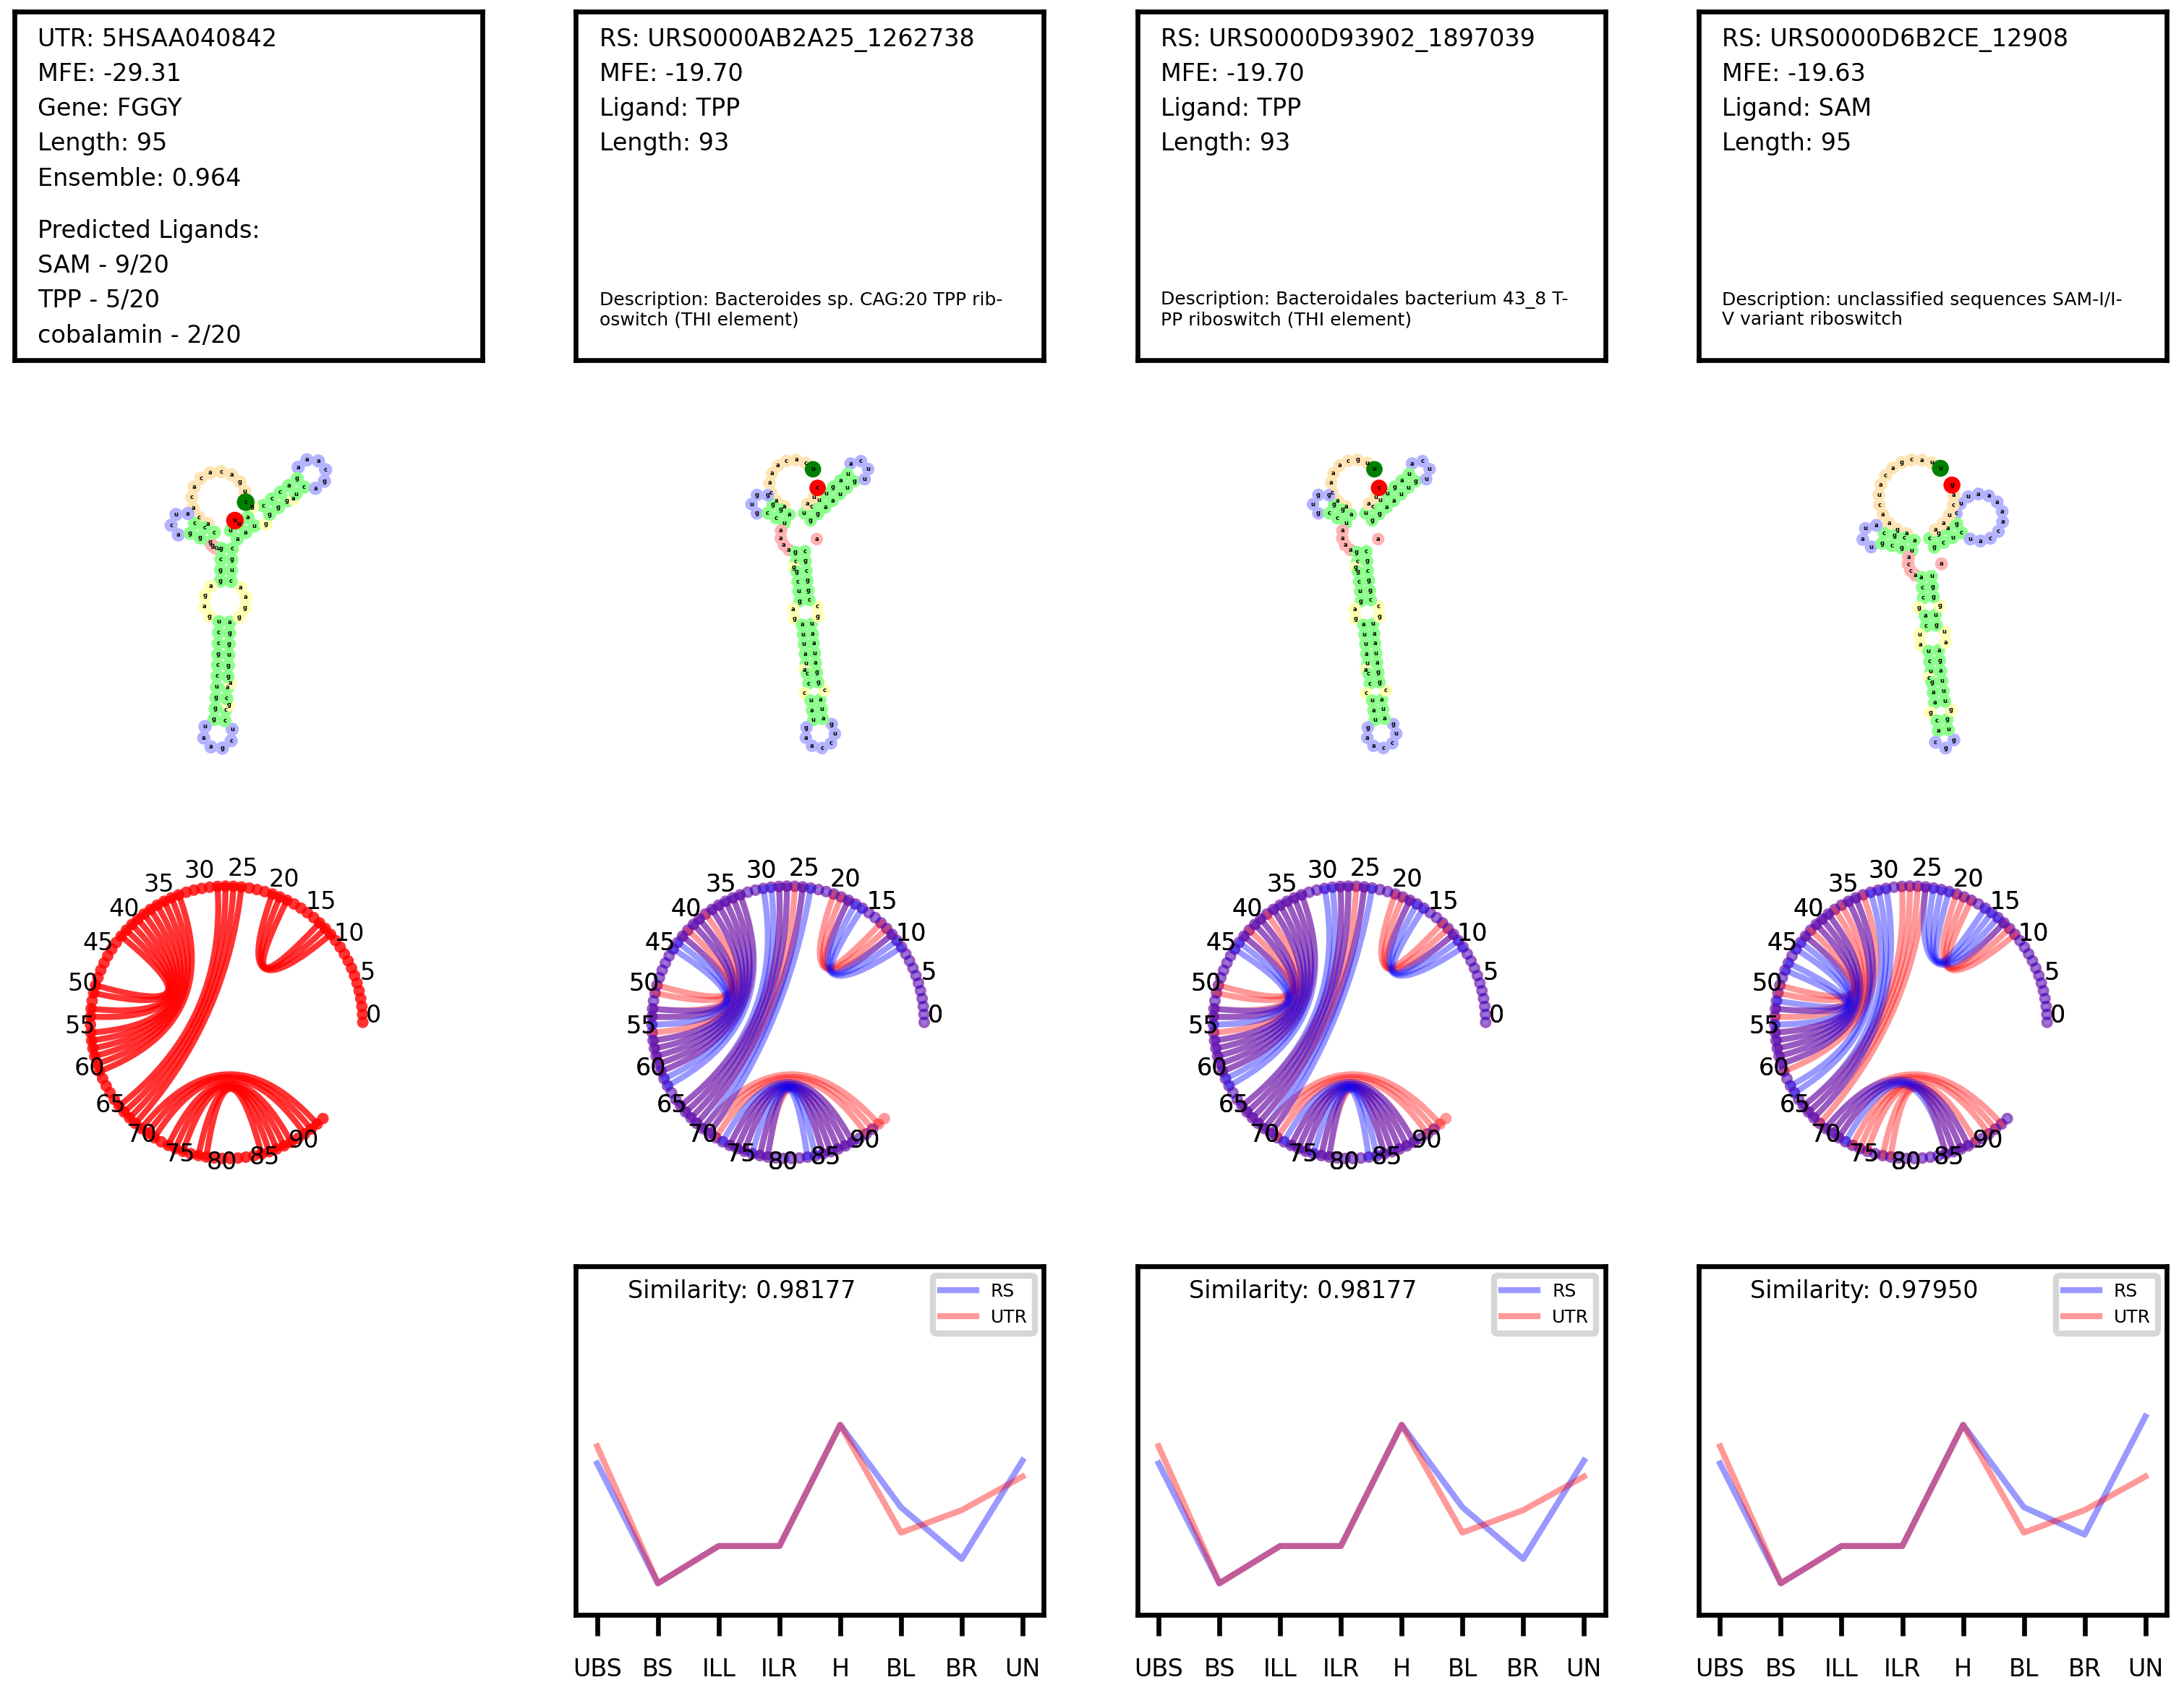 UTR: 5HSAA040842
MFE: -29.31
Gene: FGGY
Length: 95
Ensemble: 0.964
Predicted Ligands:
SAM - 9/20
TPP - 5/20
cobalamin - 2/20
RS: URS0000AB2A25_1262738
MFE: -19.70
Ligand: TPP
Length: 93
Description: Bacteroides sp. CAG:20 TPP rib-
oswitch (THI element)
RS: URS0000D93902_1897039
MFE: -19.70
Ligand: TPP
Length: 93
Description: Bacteroidales bacterium 43_8 T-
PP riboswitch (THI element)
RS: URS0000D6B2CE_12908
MFE: -19.63
Ligand: SAM
Length: 95
Description: unclassified sequences SAM-I/I-
V variant riboswitch
0 5 10 15 20 25 30 35 40 45 50 55 60 65 70 75 80 85 90
0 5 10 15 20 25 30 35 40 45 50 55 60 65 70 75 80 85 90
0 5 10 15 20 25 30 35 40 45 50 55 60 65 70 75 80 85 90
0 5 10 15 20 25 30 35 40 45 50 55 60 65 70 75 80 85 90
Similarity: 0.98177
RS
UTR
UBS BS ILL ILR H BL BR UN
Similarity: 0.98177
RS
UTR
UBS BS ILL ILR H BL BR UN
Similarity: 0.97950
RS
UTR
UBS BS ILL ILR H BL BR UN